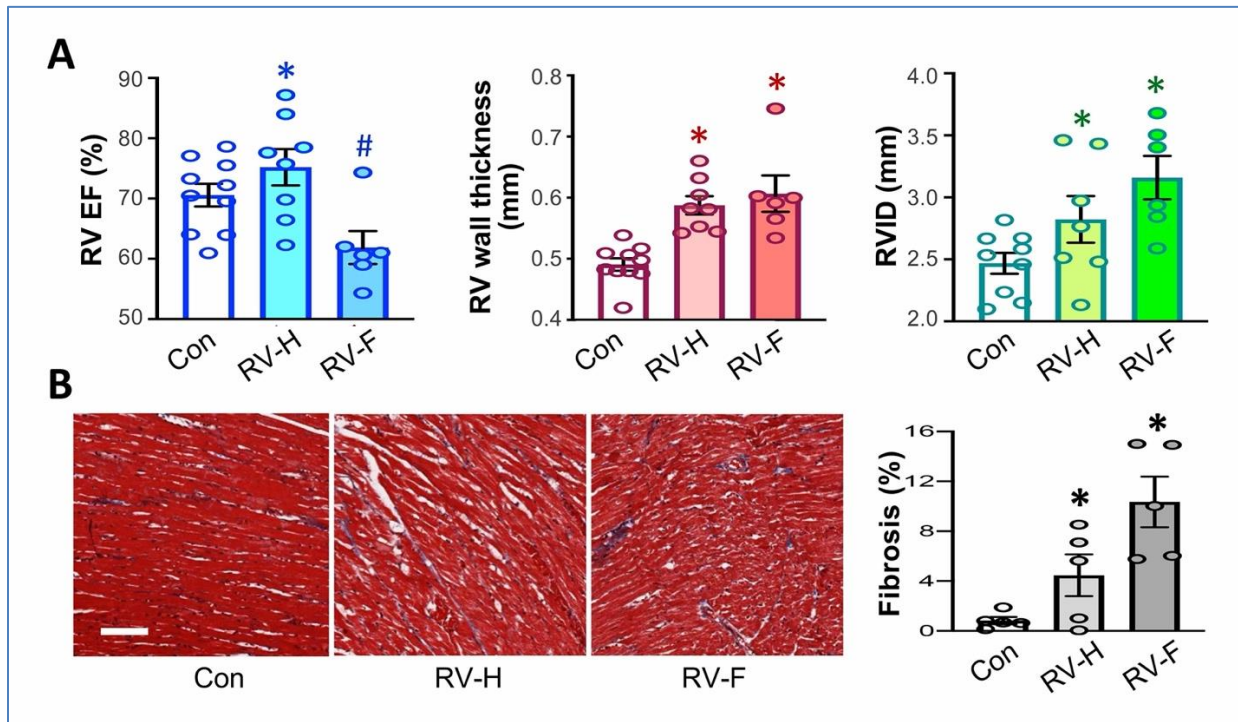 A
RV EF (%)
90
80
70
60
50
*
#
Con
RV-H
RV-F
RV wall thickness
(mm)
0.8
0.7
0.6
0.5
0.4
*
*
Con
RV-H
RV-F
RVID (mm)
4.0
3.5
3.0
2.5
2.0
*
*
Con
RV-H
RV-F
B
Con
RV-H
RV-F
Fibrosis (%)
16
12
8
4
0
*
*
Con
RV-H
RV-F